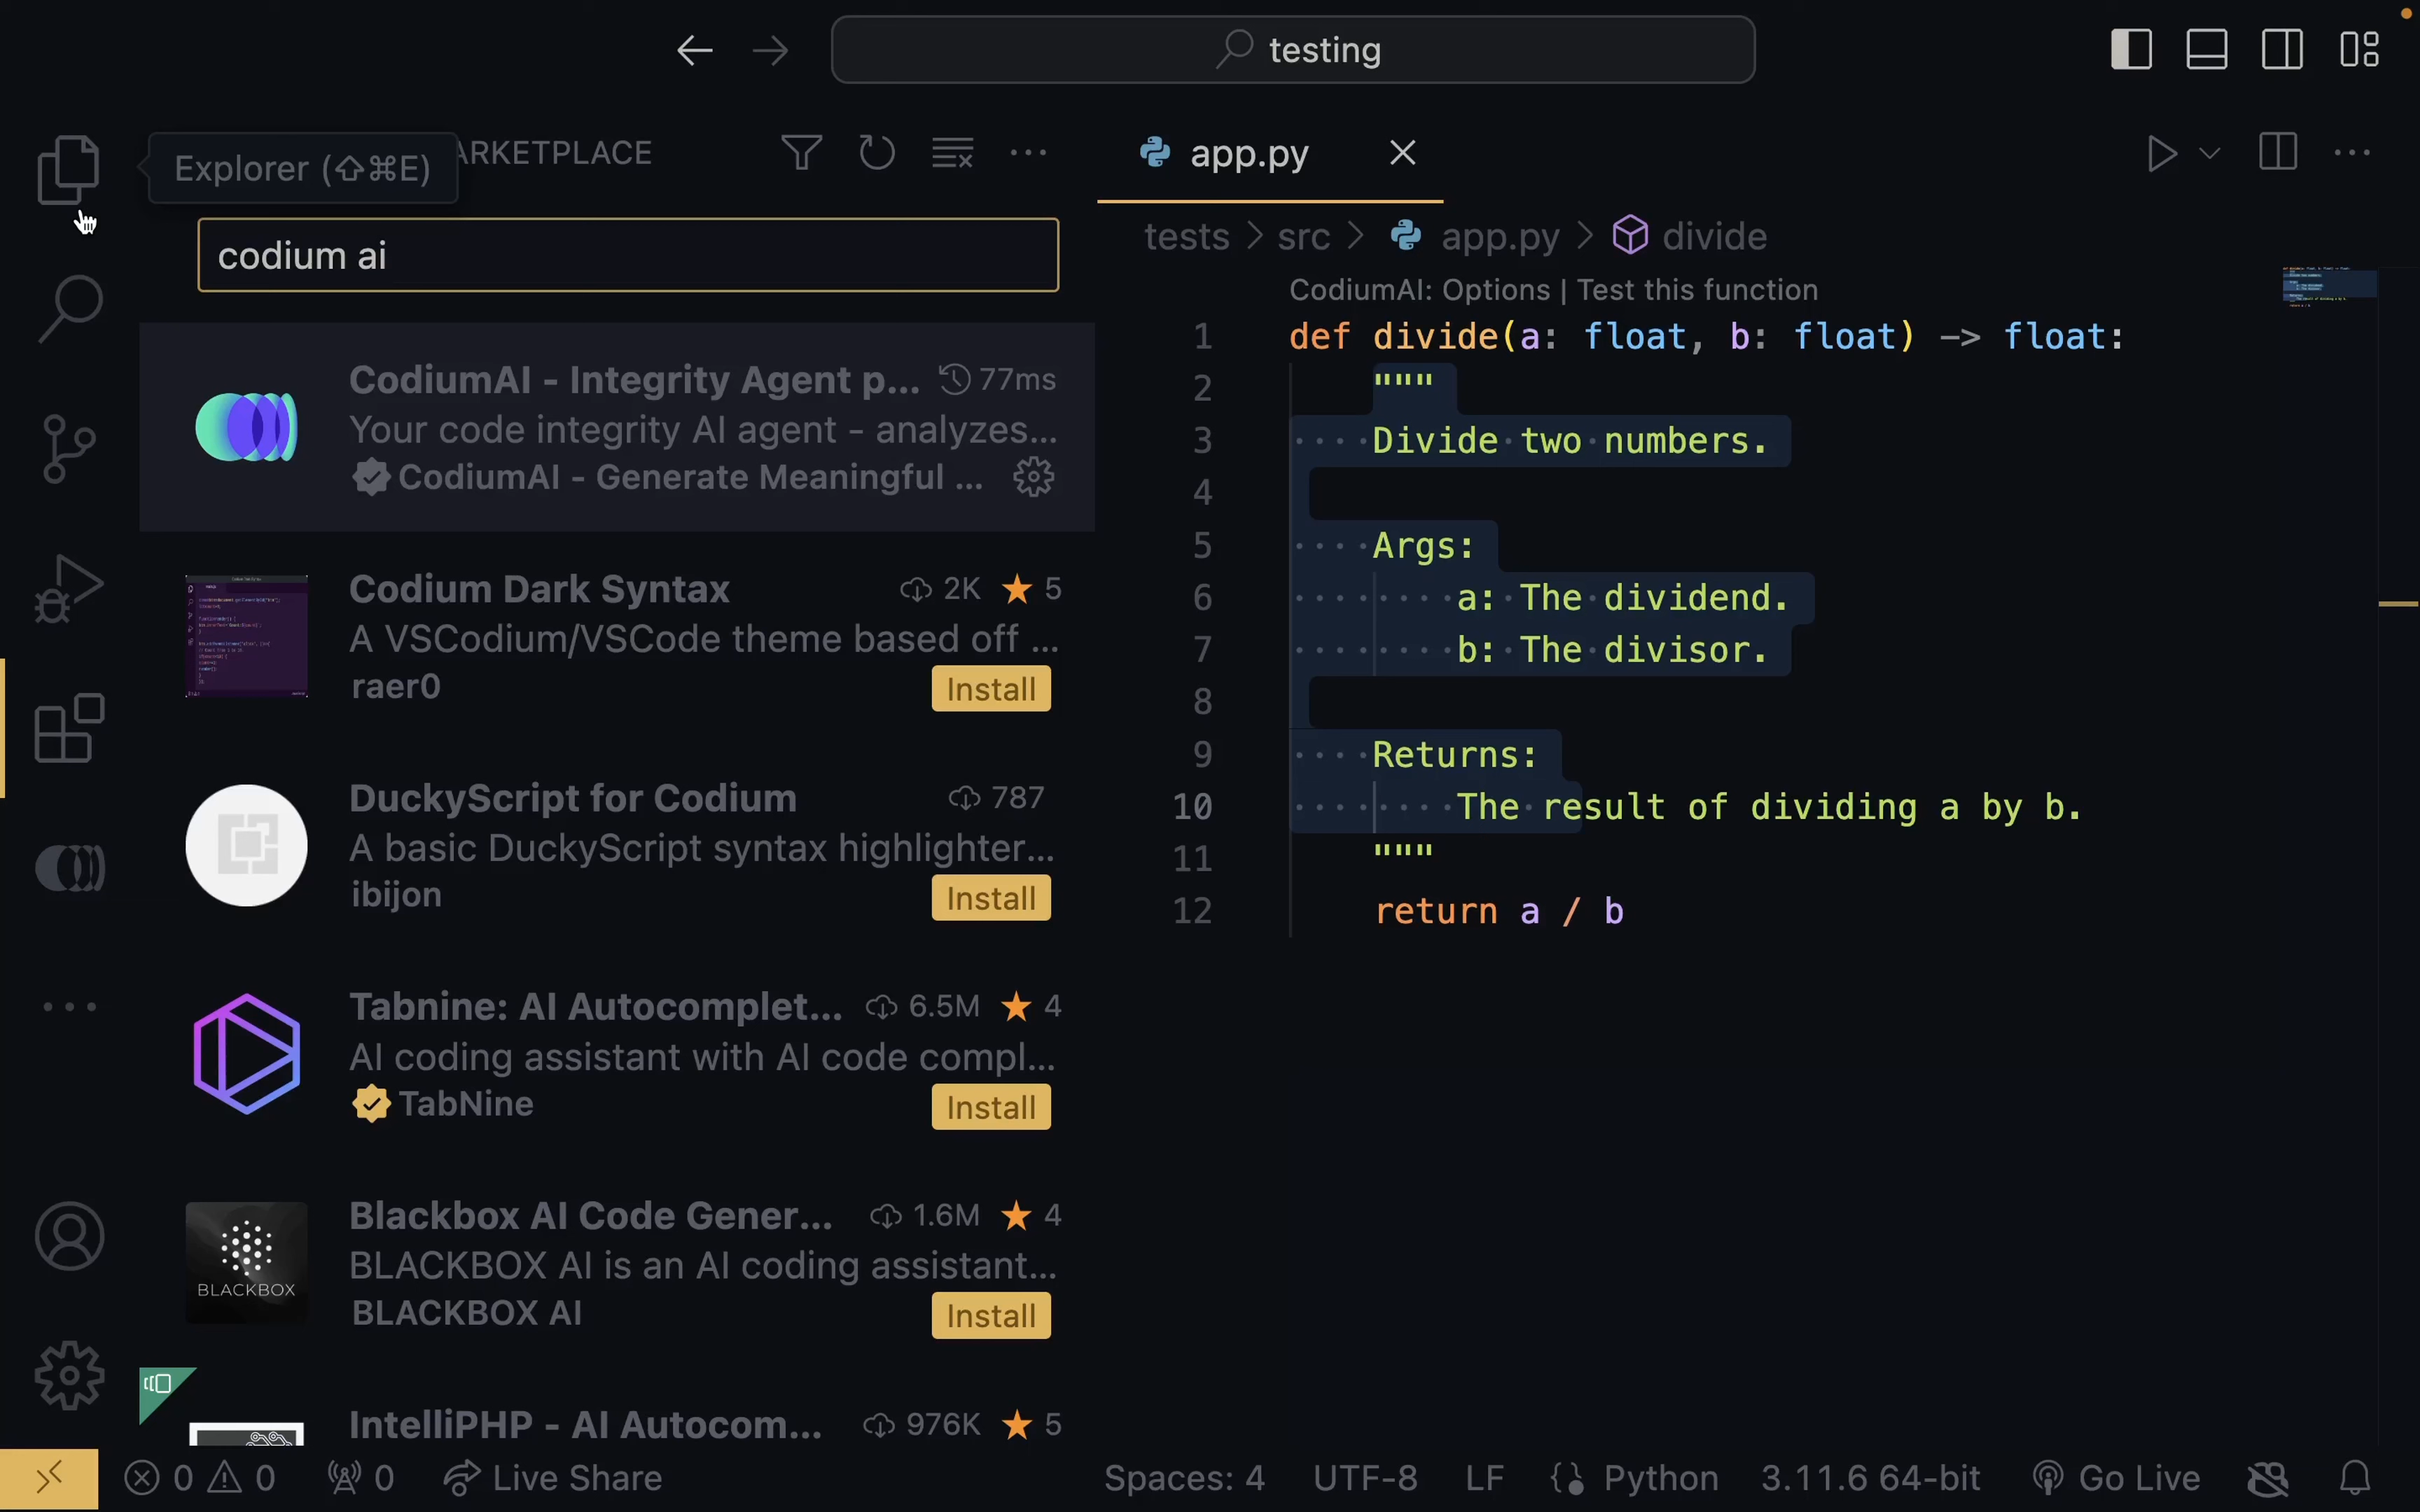 testing
Explorer (⇧⌘E)
ARKETPLACE
codium ai
CodiumAI - Integrity Agent p... 77ms
Your code integrity AI agent - analyzes...
CodiumAI - Generate Meaningful ...
Codium Dark Syntax 2K ★ 5
A VSCodium/VSCode theme based off ...
raer0 Install
DuckyScript for Codium 787
A basic DuckyScript syntax highlighter...
ibijon Install
Tabnine: AI Autocomplet... 6.5M ★ 4
AI coding assistant with AI code compl...
TabNine Install
BLACKBOX
Blackbox AI Code Gener... 1.6M ★ 4
BLACKBOX AI is an AI coding assistant...
BLACKBOX AI Install
IntelliPHP - AI Autocom... 976K ★ 5
app.py
tests > src > app.py > divide
CodiumAI: Options | Test this function
1 def divide(a: float, b: float) -> float:
2 """
3 Divide two numbers.
4
5 Args:
6 a: The dividend.
7 b: The divisor.
8
9 Returns:
10 The result of dividing a by b.
11 """
12 return a / b
0 0 0 Live Share Spaces: 4 UTF-8 LF Python 3.11.6 64-bit Go Live